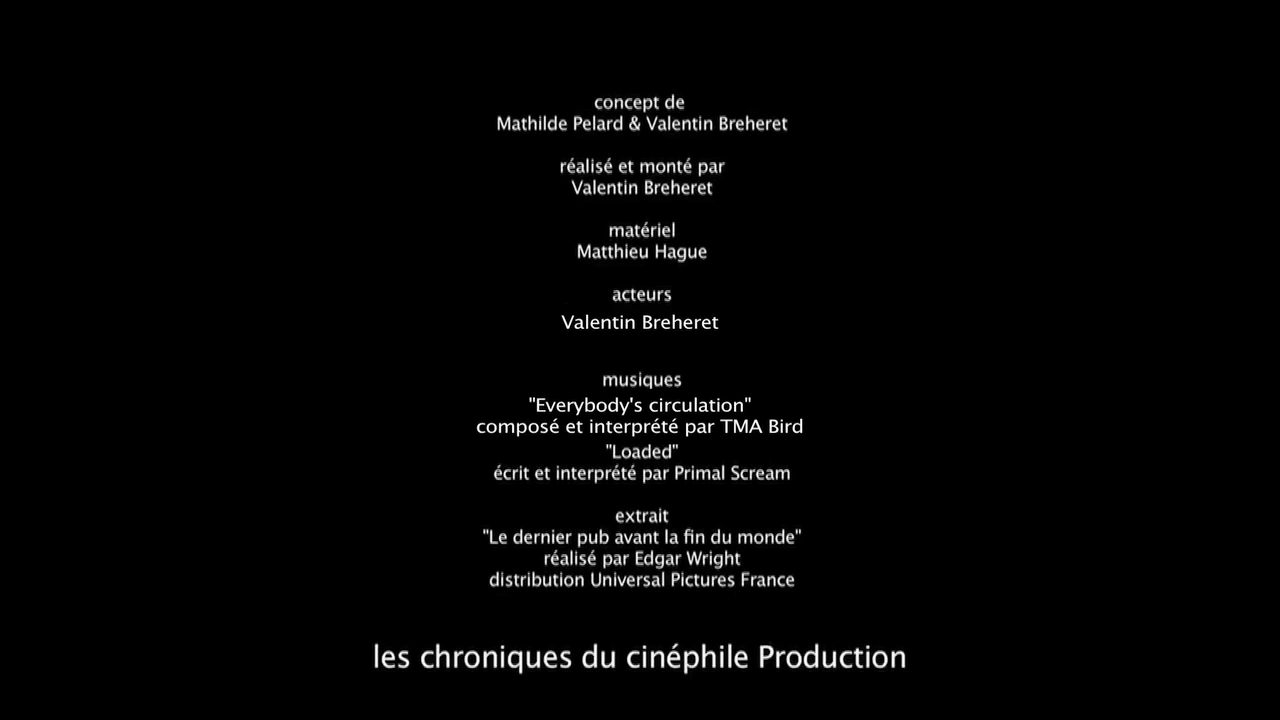 concept de
Mathilde Pelard & Valentin Breheret
réalisé et monté par
Valentin Breheret
matériel
Matthieu Hague
acteurs
Valentin Breheret
musiques
"Everybody's circulation"
composé et interprété par TMA Bird
"Loaded"
écrit et interprété par Primal Scream
extrait
"Le dernier pub avant la fin du monde"
réalisé par Edgar Wright
distribution Universal Pictures France
les chroniques du cinéphile Production